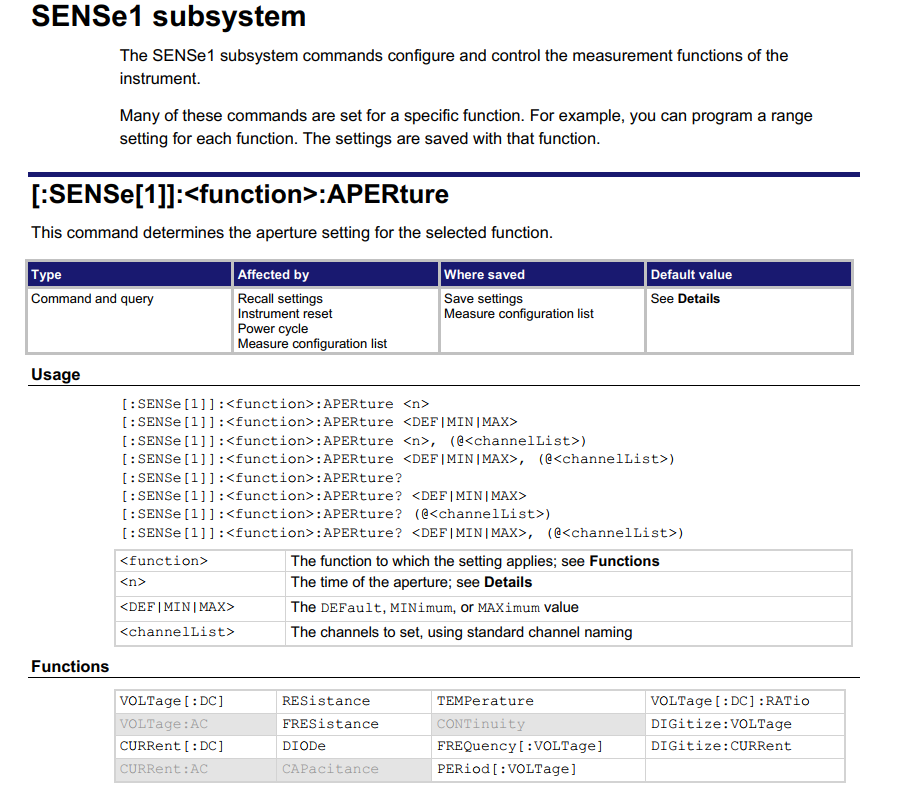 SENSe1 subsystem
The SENSe1 subsystem commands configure and control the measurement functions of the
instrument.
Many of these commands are set for a specific function. For example, you can program a range
setting for each function. The settings are saved with that function.
[:SENSe[1]]:<function>:APERture
This command determines the aperture setting for the selected function.
Type Affected by Where saved Default value
Command and query Recall settings Save settings See Details
Instrument reset Measure configuration list
Power cycle
Measure configuration list
Usage
[:SENSe[1]]:<function>:APERture <n>
[:SENSe[1]]:<function>:APERture <DEF|MIN|MAX>
[:SENSe[1]]:<function>:APERture <n>, (@<channelList>)
[:SENSe[1]]:<function>:APERture <DEF|MIN|MAX>, (@<channelList>)
[:SENSe[1]]:<function>:APERture?
[:SENSe[1]]:<function>:APERture? <DEF|MIN|MAX>
[:SENSe[1]]:<function>:APERture? (@<channelList>)
[:SENSe[1]]:<function>:APERture? <DEF|MIN|MAX>, (@<channelList>)
<function> The function to which the setting applies; see Functions
<n> The time of the aperture; see Details
<DEF|MIN|MAX> The DEFault, MINimum, or MAXimum value
<channelList> The channels to set, using standard channel naming
Functions
VOLTage[:DC] RESistance TEMPerature VOLTage[:DC]:RATio
VOLTage:AC FRESistance CONTinuity DIGitize:VOLTage
CURRent[:DC] DIODe FREQuency[:VOLTage] DIGitize:CURRent
CURRent:AC CAPacitance PERiod[:VOLTage]